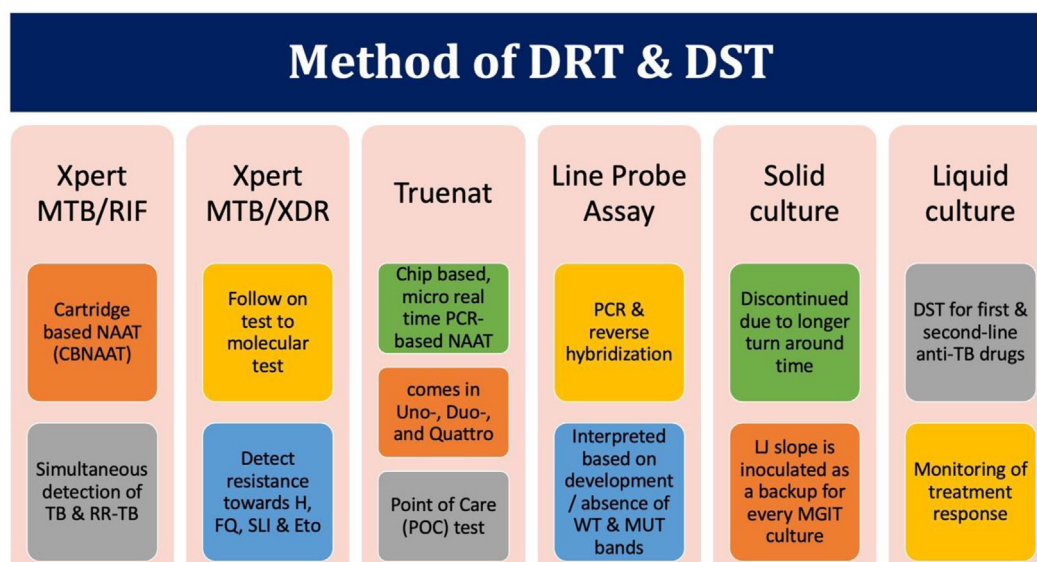 Method of DRT & DST
Xpert
MTB/RIF
Cartridge
based NAAT
(CBNAAT)
Simultaneous
detection of
TB & RR-TB
Xpert
MTB/XDR
Follow on
test to
molecular
test
Detect
resistance
towards H,
FQ, SLI & Eto
Truenat
Chip based,
micro real
time PCR-
based NAAT
comes in
Uno-, Duo-,
and Quattro
Point of Care
(POC) test
Line Probe
Assay
PCR &
reverse
hybridization
Interpreted
based on
development
/ absence of
WT & MUT
bands
Solid
culture
Discontinued
due to longer
turn around
time
LJ slope is
inoculated as
a backup for
every MGIT
culture
Liquid
culture
DST for first &
second-line
anti-TB drugs
Monitoring of
treatment
response